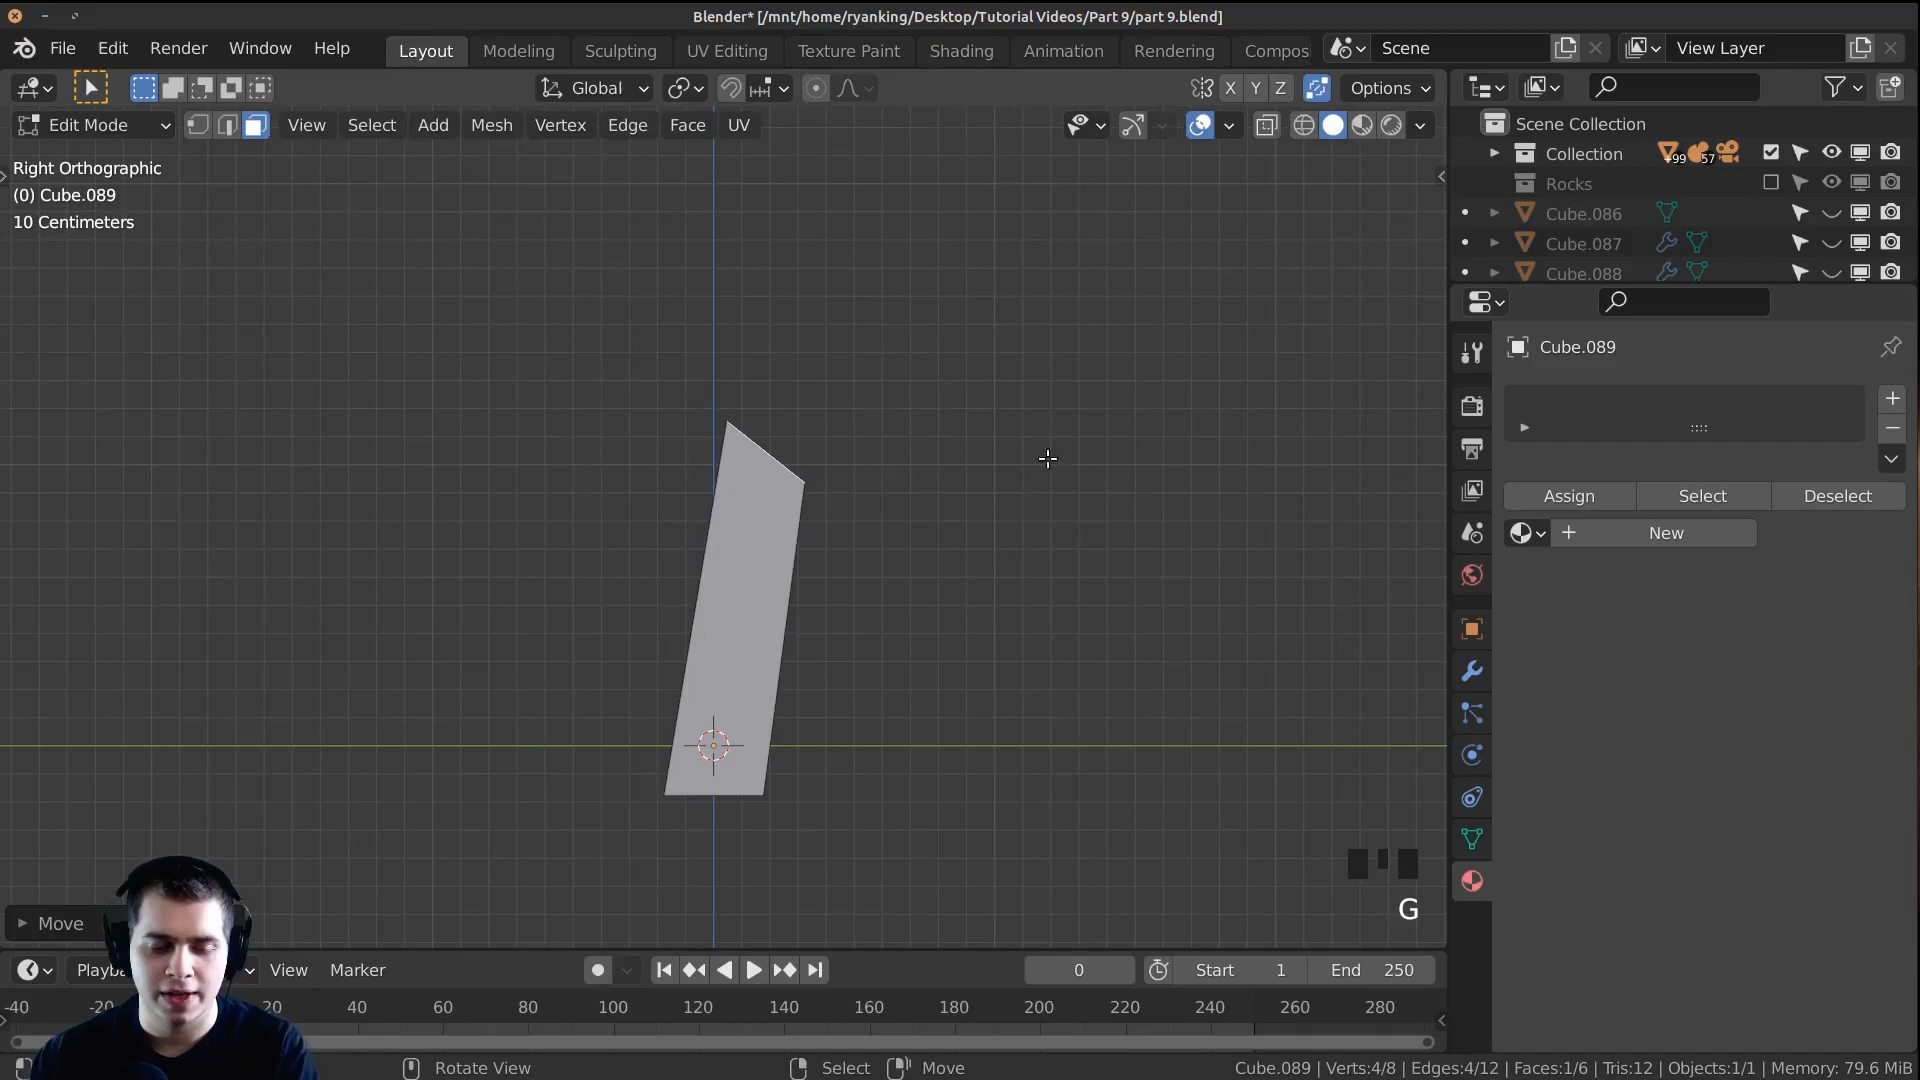 Blender* [/mnt/home/ryanking/Desktop/Tutorial Videos/Part 9/part 9.blend]
File Edit Render Window Help Layout Modeling Sculpting UV Editing Texture Paint Shading Animation Rendering Compos Scene View Layer
Global X Y Z Options
Edit Mode View Select Add Mesh Vertex Edge Face UV
Scene Collection
Collection +99 57
Rocks
Cube.086
Cube.087
Cube.088
Right Orthographic
(0) Cube.089
10 Centimeters
Cube.089
Assign Select Deselect
New
G
Move
Playba View Marker 0 Start 1 End 250
-40 -20 20 40 60 80 100 120 140 160 180 200 220 240 260 280
Rotate View Select Move Cube.089 | Verts:4/8 | Edges:4/12 | Faces:1/6 | Tris:12 | Objects:1/1 | Memory: 79.6 MiB